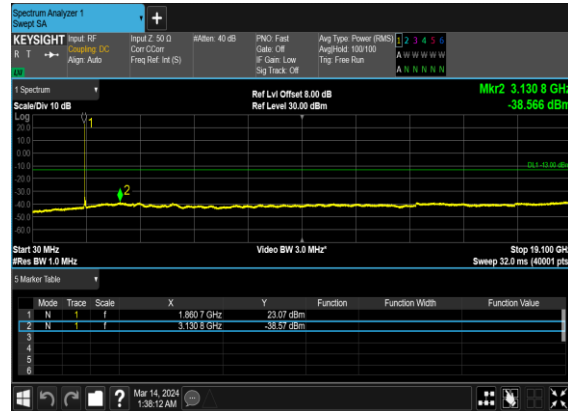 Spectrum Analyzer 1
Swept SA
+
KEYSIGHT Input: RF Input Z: 50 Ω #Atten: 40 dB PNO: Fast Avg Type: Power (RMS) 1 2 3 4 5 6
R T Coupling: DC Corr CCorr Gate: Off Avg|Hold: 100/100 A W W W W W
Align: Auto Freq Ref: Int (S) IF Gain: Low Trig: Free Run
Sig Track: Off A N N N N N
LW
1 Spectrum Ref Lvl Offset 8.00 dB Mkr2 3.130 8 GHz
Scale/Div 10 dB Ref Level 30.00 dBm -38.566 dBm
Log
1
20.0
10.0
0.00
-10.0
DL1 -13.00 dBm
-20.0
-30.0
2
-40.0
-50.0
-60.0
Start 30 MHz Video BW 3.0 MHz* Stop 19.100 GHz
#Res BW 1.0 MHz Sweep 32.0 ms (40001 pts)
5 Marker Table
Mode Trace Scale X Y Function Function Width Function Value
1 N 1 f 1.860 7 GHz 23.07 dBm
2 N 1 f 3.130 8 GHz -38.57 dBm
3
4
5
6
? Mar 14, 2024
1:38:12 AM